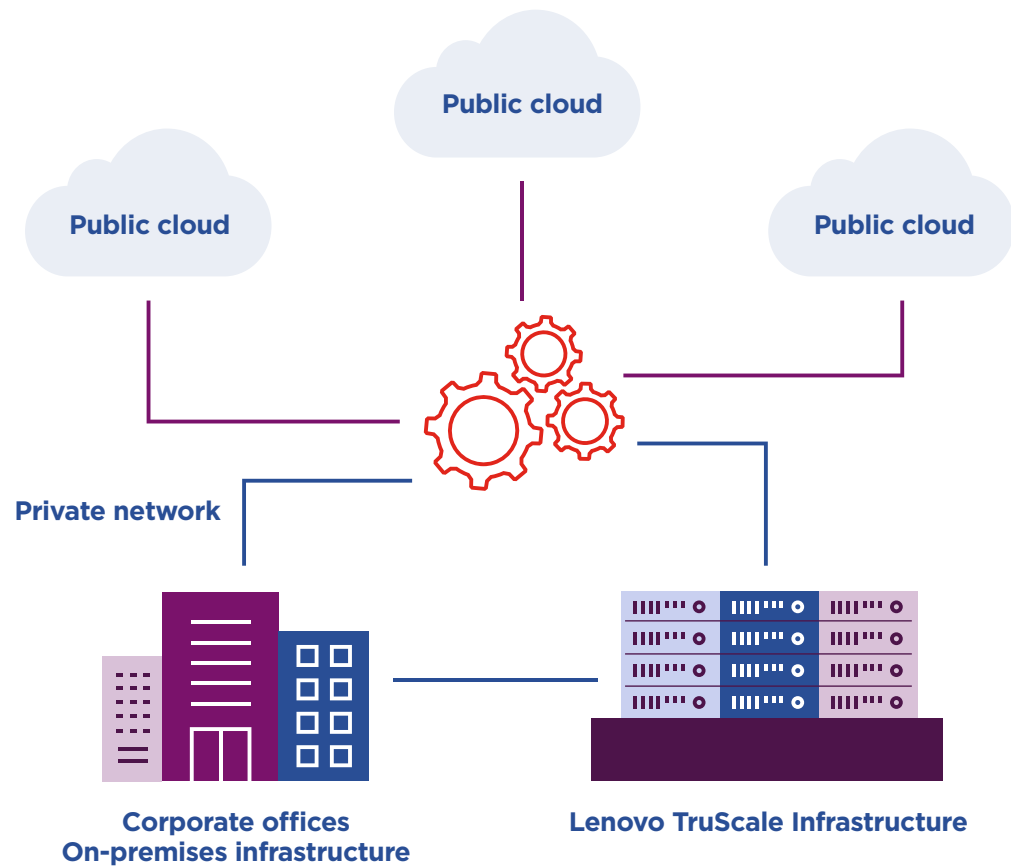 Public cloud
Public cloud
Public cloud
Private network
Corporate offices
On-premises infrastructure
Lenovo TruScale Infrastructure